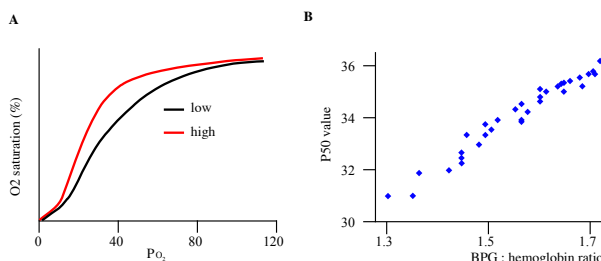 A
O2 saturation (%)
low
high
0
40
80
120
PO2
B
P50 value
36
34
32
30
1.3
1.5
1.7
BPG : hemoglobin ratio